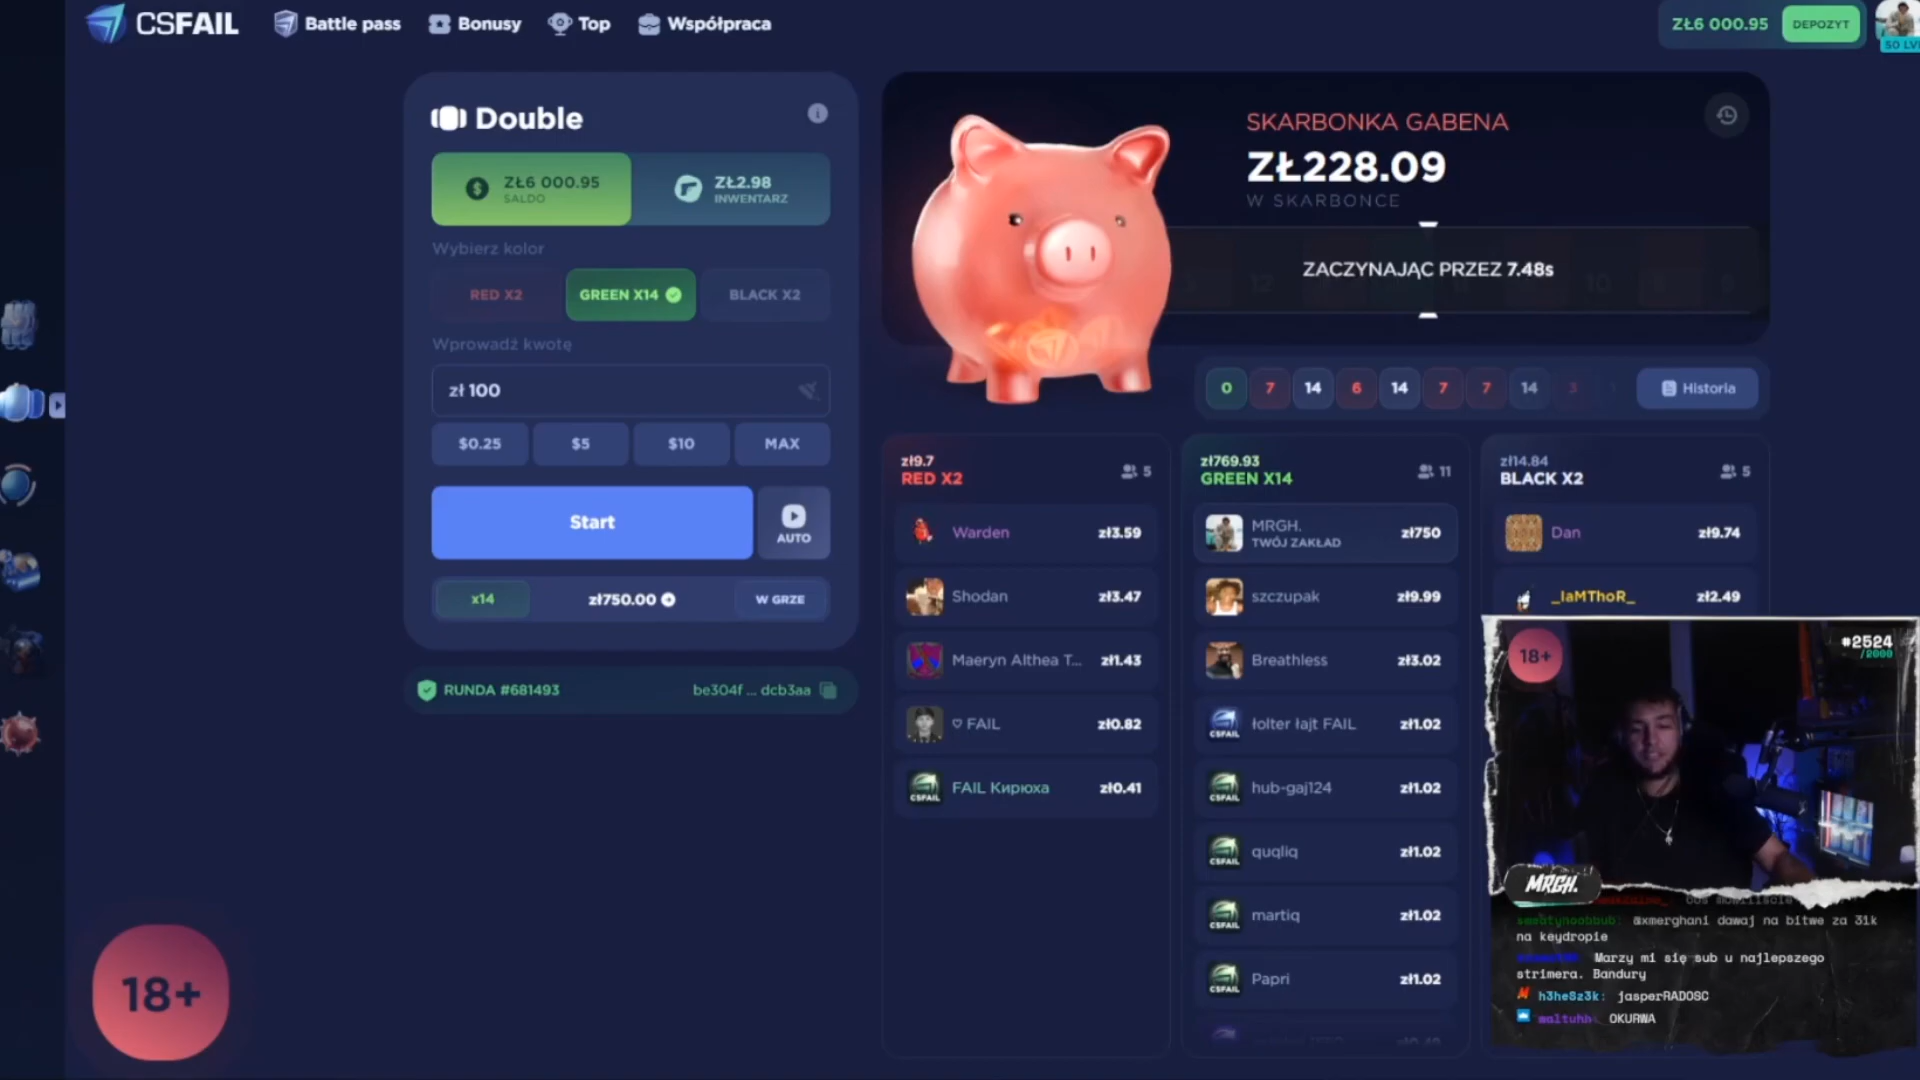 CSFAIL
Battle pass
Bonusy
Top
Współpraca
ZŁ6 000.95
DEPOZYT
50 LVL
Double
ZŁ6 000.95
SALDO
ZŁ2.98
INWENTARZ
Wybierz kolor
RED X2
GREEN X14
BLACK X2
Wprowadź kwotę
zł 100
$0.25
$5
$10
MAX
Start
AUTO
x14
zł750.00
W GRZE
RUNDA #681493
be304f ... dcb3aa
18+
SKARBONKA GABENA
ZŁ228.09
W SKARBONCE
ZACZYNAJĄC PRZEZ 7.48s
0 7 14 6 14 7 7 14 3
Historia
zł9.7
RED X2
5
Warden zł3.59
Shodan zł3.47
Maeryn Althea T... zł1.43
♡ FAIL zł0.82
FAIL Кирюха zł0.41
zł769.93
GREEN X14
11
MRGH.
TWÓJ ZAKŁAD
zł750
szczupak zł9.99
Breathless zł3.02
łolter łajt FAIL zł1.02
hub-gaj124 zł1.02
quqliq zł1.02
martiq zł1.02
Papri zł1.02
zł14.84
BLACK X2
5
Dan zł9.74
_IaMThoR_ zł2.49
18+
#2524
/2000
MRGH.
@xmerghani dawaj na bitwe za 31k
na keydropie
Marzy mi się sub u najlepszego
strimera. Bandury
h3heSz3k: jasperRADOSC
waltuhh: OKURWA